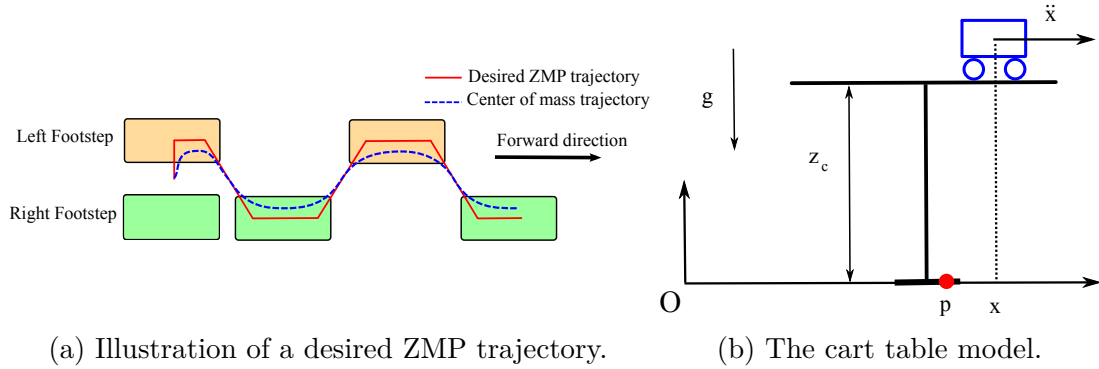 Desired ZMP trajectory
Center of mass trajectory
Left Footstep
Forward direction
Right Footstep
(a) Illustration of a desired ZMP trajectory.
ẍ
g
z_c
O
p
x
(b) The cart table model.